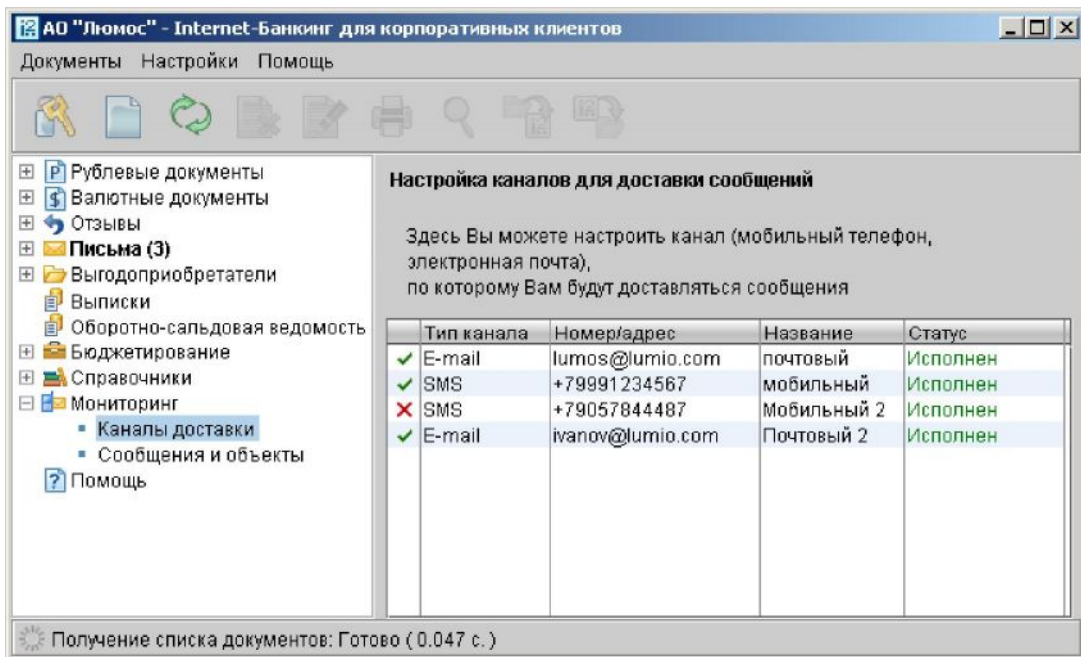 АО "Люмос" - Internet-Банкинг для корпоративных клиентов
Документы Настройки Помощь
Рублевые документы
Валютные документы
Отзывы
Письма (3)
Выгодоприобретатели
Выписки
Оборотно-сальдовая ведомость
Бюджетирование
Справочники
Мониторинг
Каналы доставки
Сообщения и объекты
Помощь
Настройка каналов для доставки сообщений
Здесь Вы можете настроить канал (мобильный телефон,
электронная почта),
по которому Вам будут доставляться сообщения
Тип канала Номер/адрес Название Статус
E-mail lumos@lumio.com почтовый Исполнен
SMS +79991234567 мобильный Исполнен
SMS +79057844487 Мобильный 2 Исполнен
E-mail ivanov@lumio.com Почтовый 2 Исполнен
Получение списка документов: Готово ( 0.047 с. )